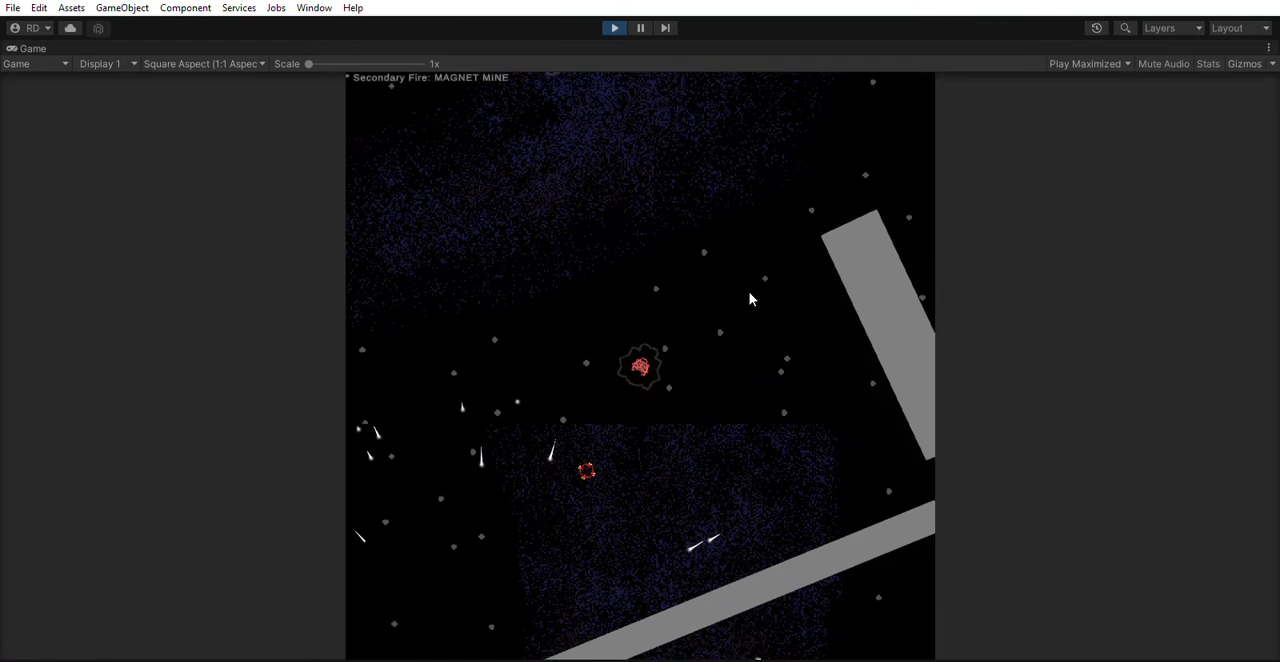 File Edit Assets GameObject Component Services Jobs Window Help
RD Layers Layout
Game
Game Display 1 Square Aspect (1:1 Aspec Scale 1x Play Maximized Mute Audio Stats Gizmos
* Secondary Fire: MAGNET MINE